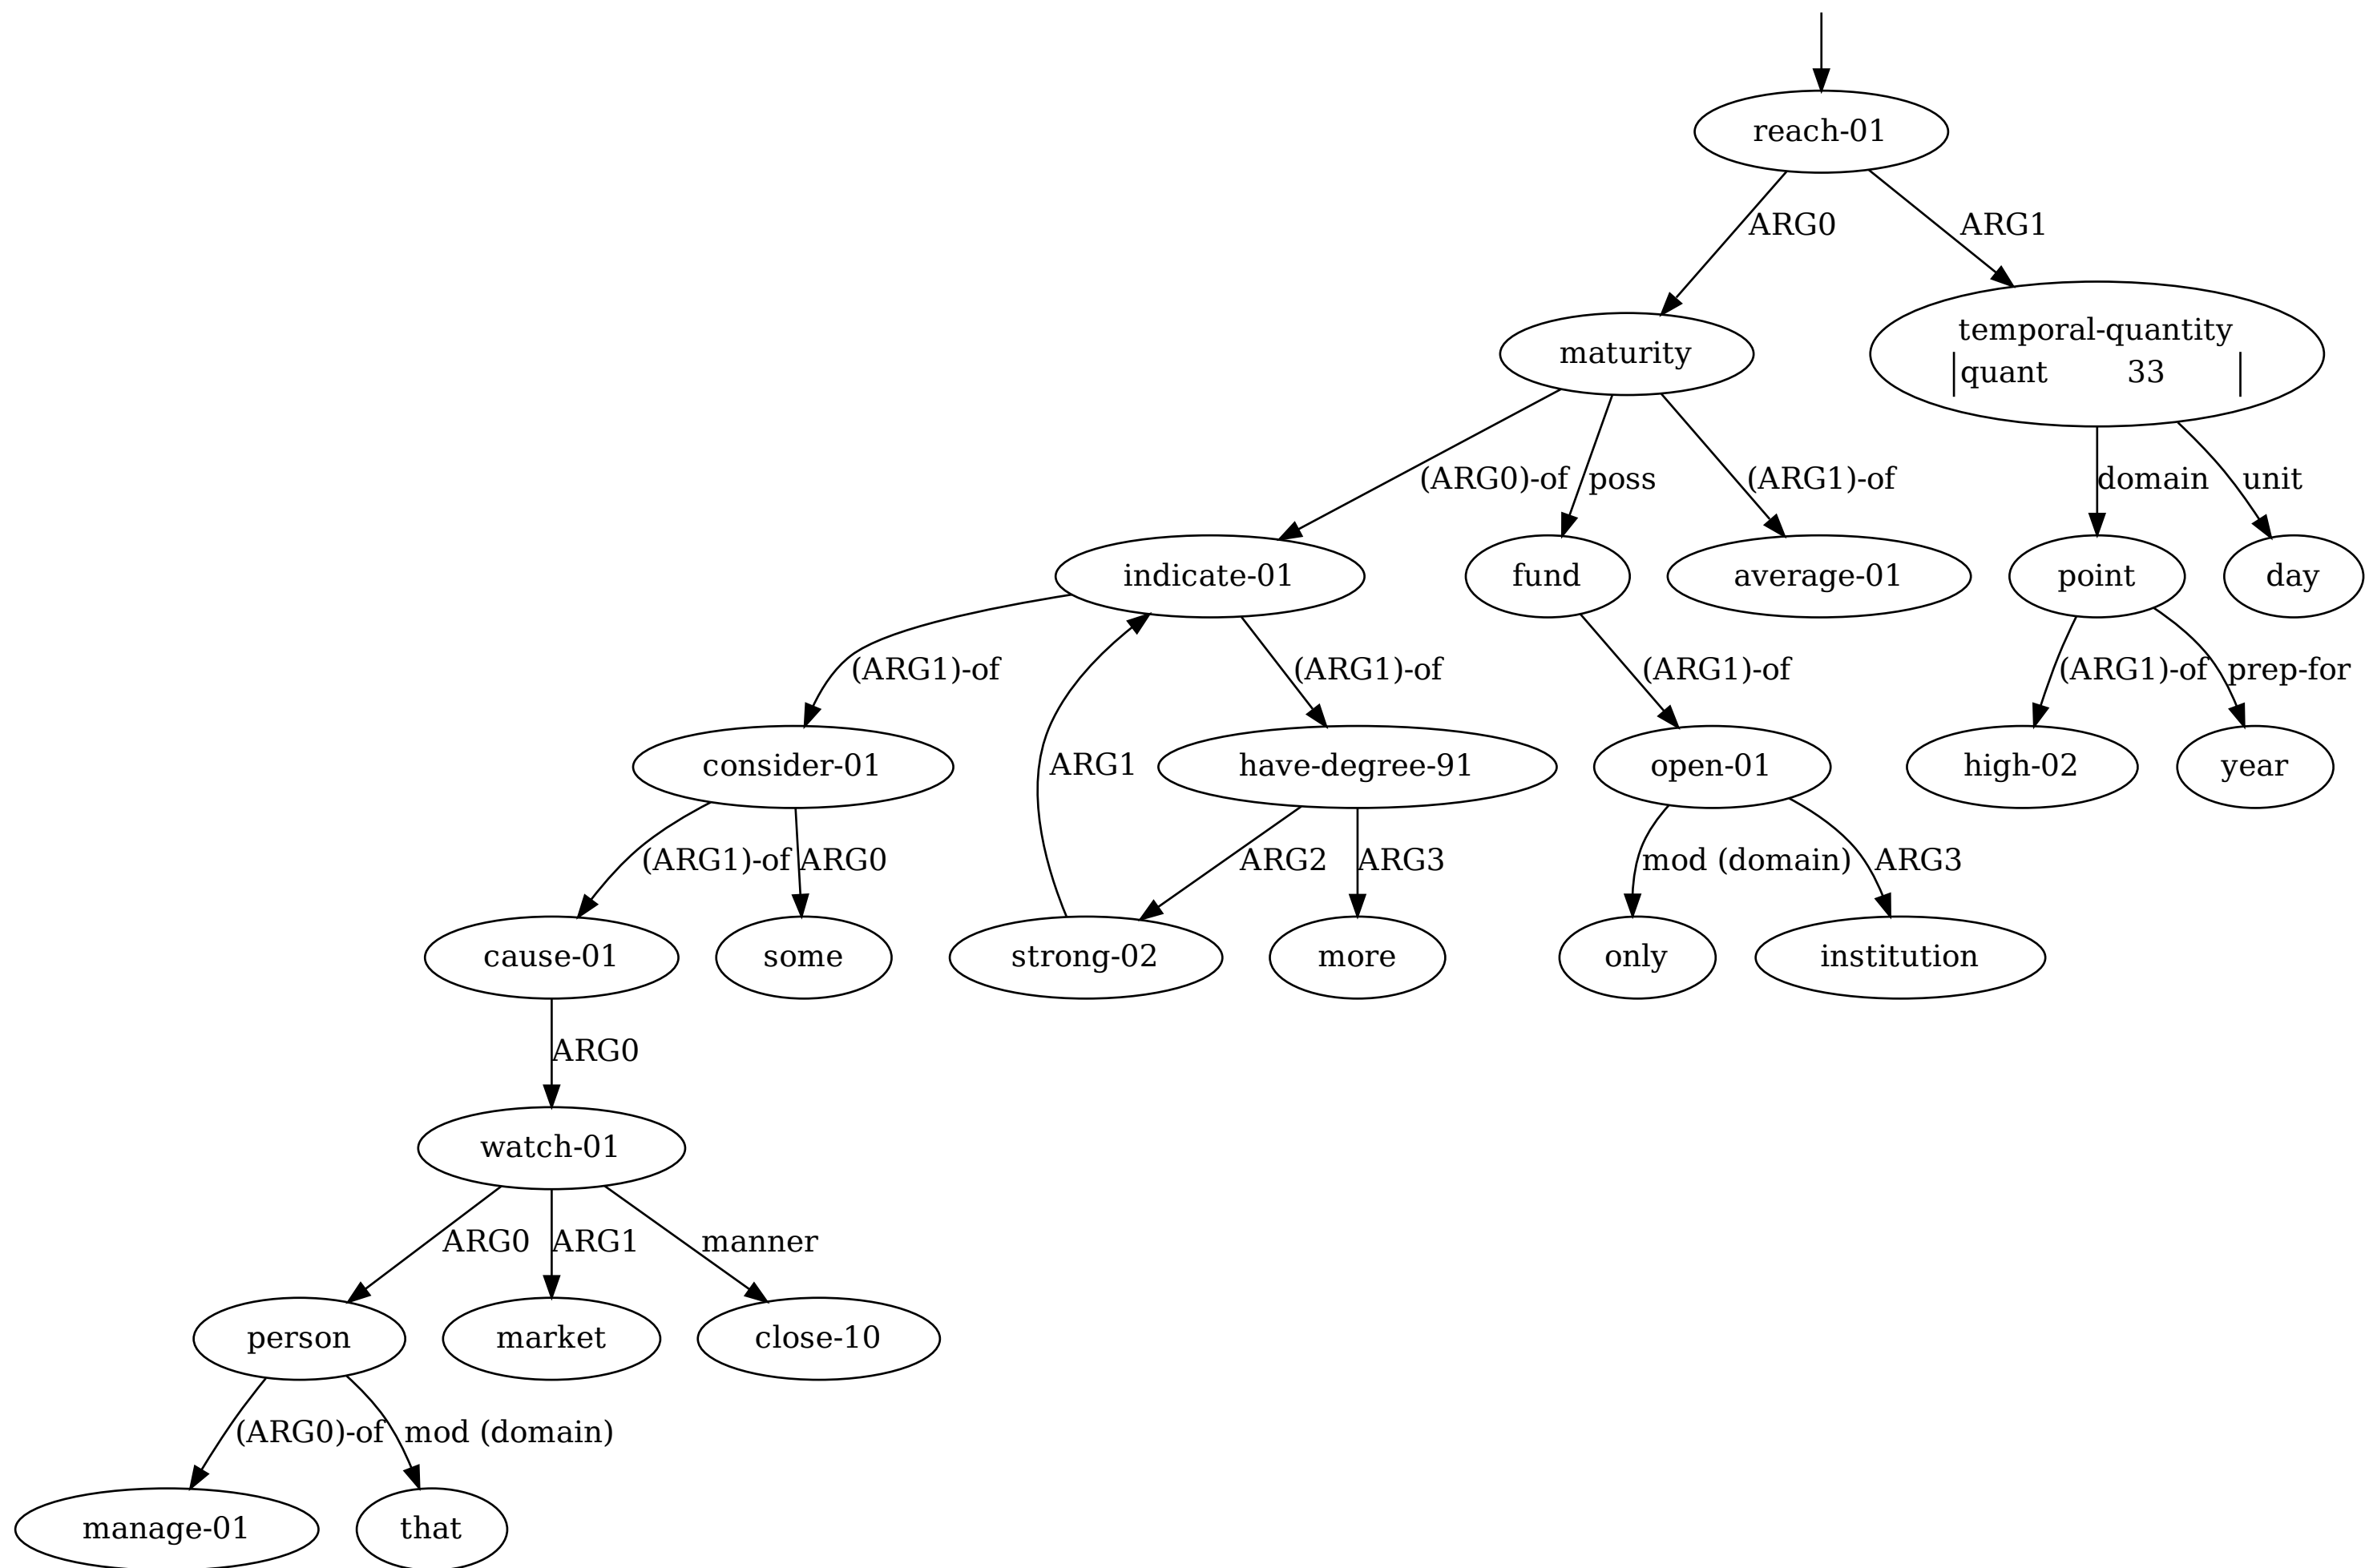 reach-01
ARG0
ARG1
maturity
temporal-quantity
quant 33
(ARG0)-of
poss
(ARG1)-of
domain
unit
indicate-01
fund
average-01
point
day
(ARG1)-of
(ARG1)-of
(ARG1)-of
(ARG1)-of
prep-for
consider-01
ARG1
have-degree-91
open-01
high-02
year
(ARG1)-of
ARG0
ARG2
ARG3
mod (domain)
ARG3
cause-01
some
strong-02
more
only
institution
ARG0
watch-01
ARG0
ARG1
manner
person
market
close-10
(ARG0)-of
mod (domain)
manage-01
that